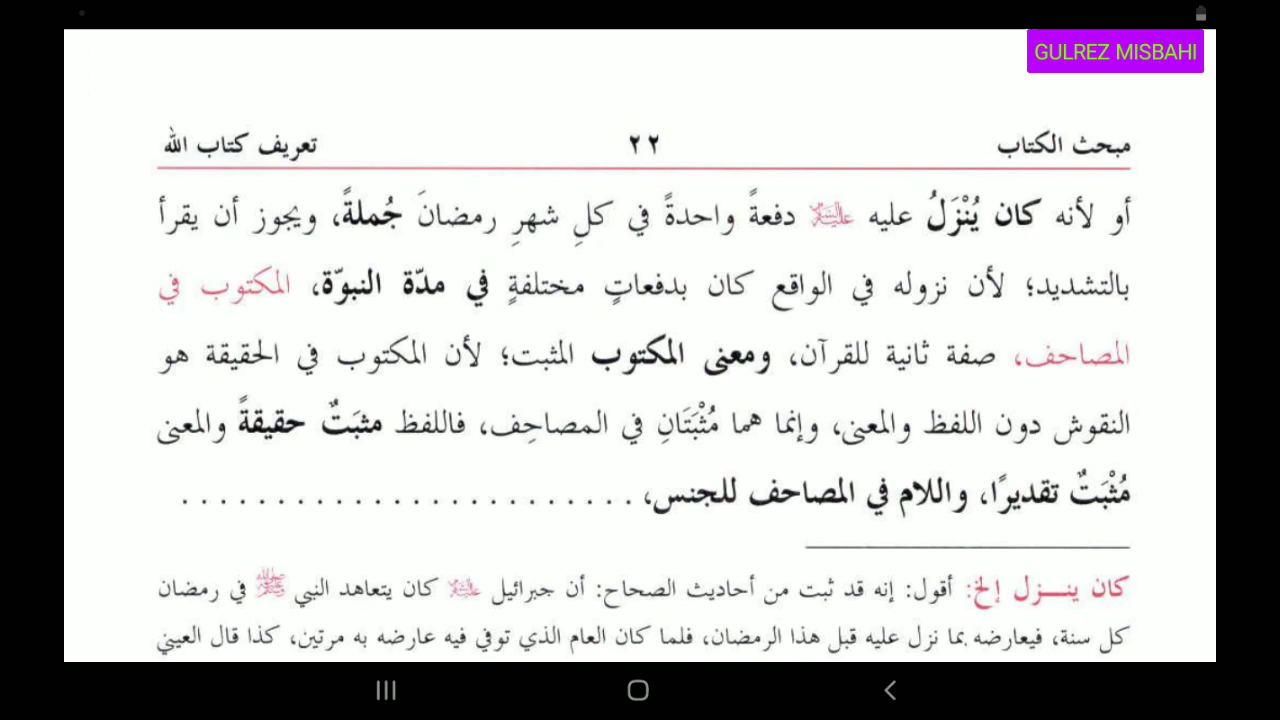 GULREZ MISBAHI
مبحث الكتاب ٢٢ تعريف كتاب الله
أو لأنه كان يُنْزَلُ عليه عليه السلام دفعةً واحدةً في كلِ شهرِ رمضانَ جُملةً، ويجوز أن يقرأ
بالتشديد؛ لأن نزوله في الواقع كان بدفعاتٍ مختلفةٍ في مدّة النبوّة، المكتوب في
المصاحف، صفة ثانية للقرآن، ومعنى المكتوب المثبت؛ لأن المكتوب في الحقيقة هو
النقوش دون اللفظ والمعنى، وإنما هما مُثْبَتَانِ في المصاحِف، فاللفظ مثبَتٌ حقيقةً والمعنى
مُثْبَتٌ تقديرًا، واللام في المصاحف للجنس، . . . . . . . . . . . . . . . . . . . . . . . .
كان ينـــزل إلخ: أقول: إنه قد ثبت من أحاديث الصحاح: أن جبرائيل عليه السلام كان يتعاهد النبي ﷺ في رمضان
كل سنة، فيعارضه بما نزل عليه قبل هذا الرمضان، فلما كان العام الذي توفي فيه عارضه به مرتين، كذا قال العيني